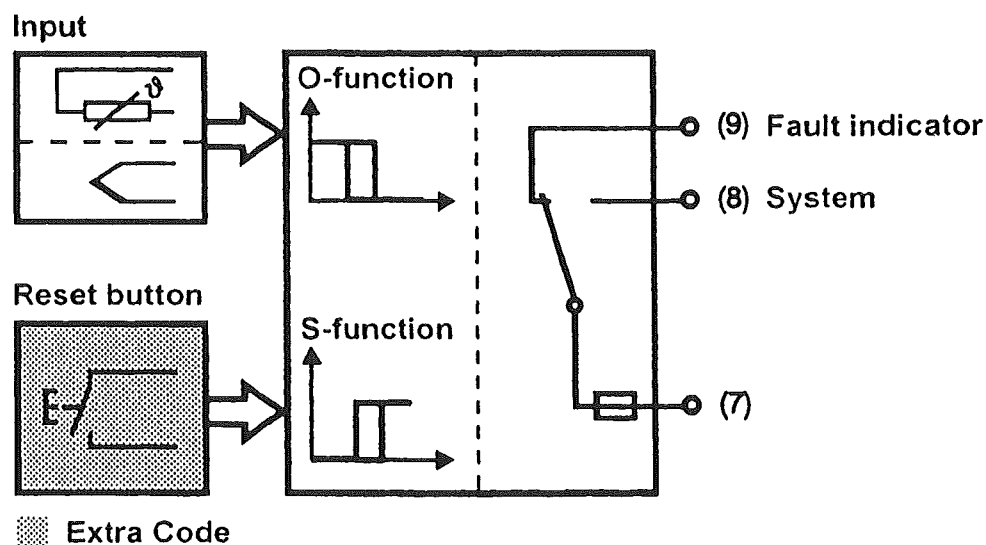 Input
ϑ
O-function
(9) Fault indicator
(8) System
Reset button
S-function
(7)
Extra Code